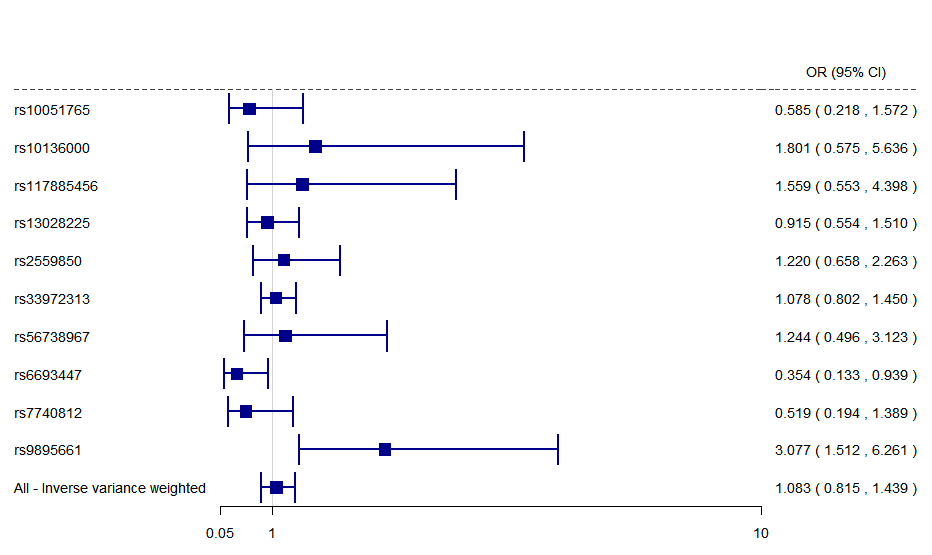 OR (95% CI)
rs10051765 0.585 ( 0.218 , 1.572 )
rs10136000 1.801 ( 0.575 , 5.636 )
rs117885456 1.559 ( 0.553 , 4.398 )
rs13028225 0.915 ( 0.554 , 1.510 )
rs2559850 1.220 ( 0.658 , 2.263 )
rs33972313 1.078 ( 0.802 , 1.450 )
rs56738967 1.244 ( 0.496 , 3.123 )
rs6693447 0.354 ( 0.133 , 0.939 )
rs7740812 0.519 ( 0.194 , 1.389 )
rs9895661 3.077 ( 1.512 , 6.261 )
All - Inverse variance weighted 1.083 ( 0.815 , 1.439 )
0.05 1 10